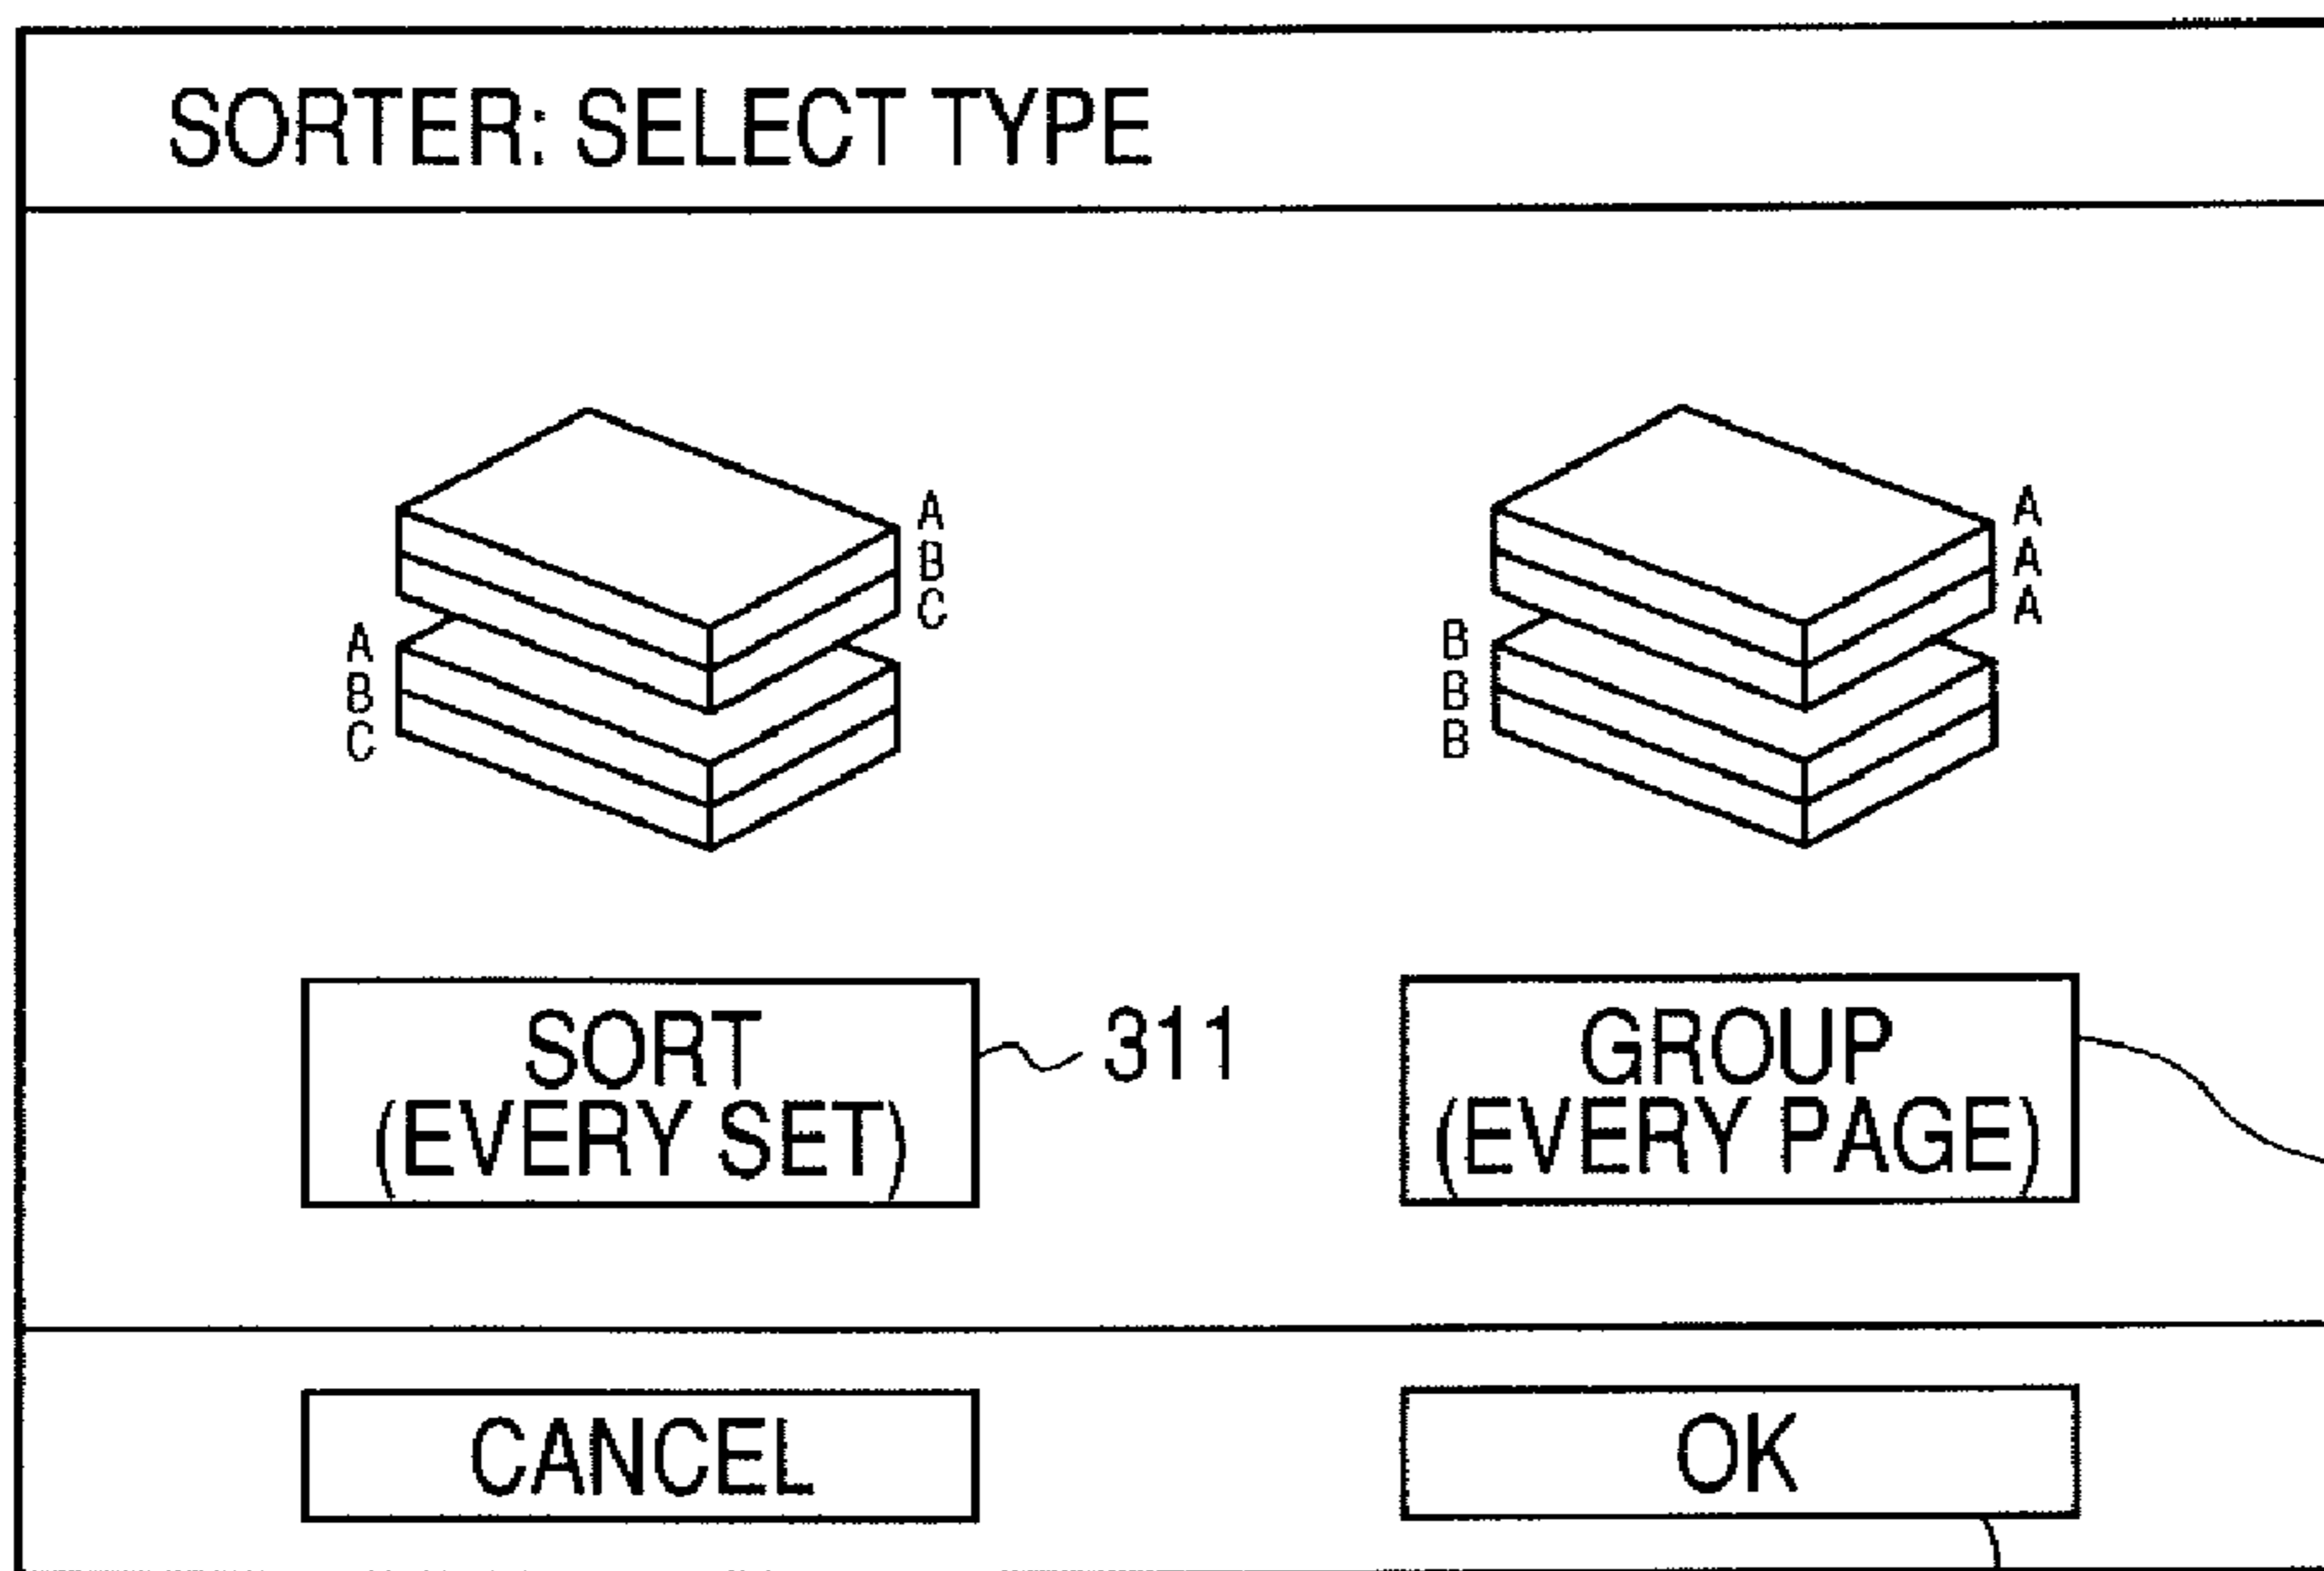 SORTER: SELECT TYPE
A
B
C
A
B
C
A
A
A
B
B
B
SORT
(EVERY SET)
311
GROUP
(EVERY PAGE)
CANCEL
OK